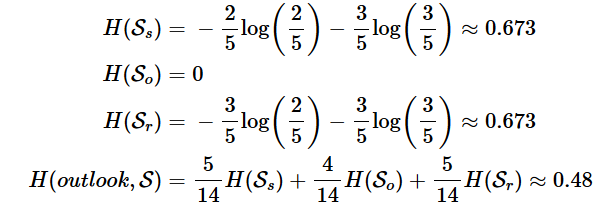 H(𝒮ₛ) = − 2/5 log(2/5) − 3/5 log(3/5) ≈ 0.673
H(𝒮ₒ) = 0
H(𝒮ᵣ) = − 3/5 log(2/5) − 3/5 log(3/5) ≈ 0.673
H(outlook, 𝒮) = 5/14 H(𝒮ₛ) + 4/14 H(𝒮ₒ) + 5/14 H(𝒮ᵣ) ≈ 0.48